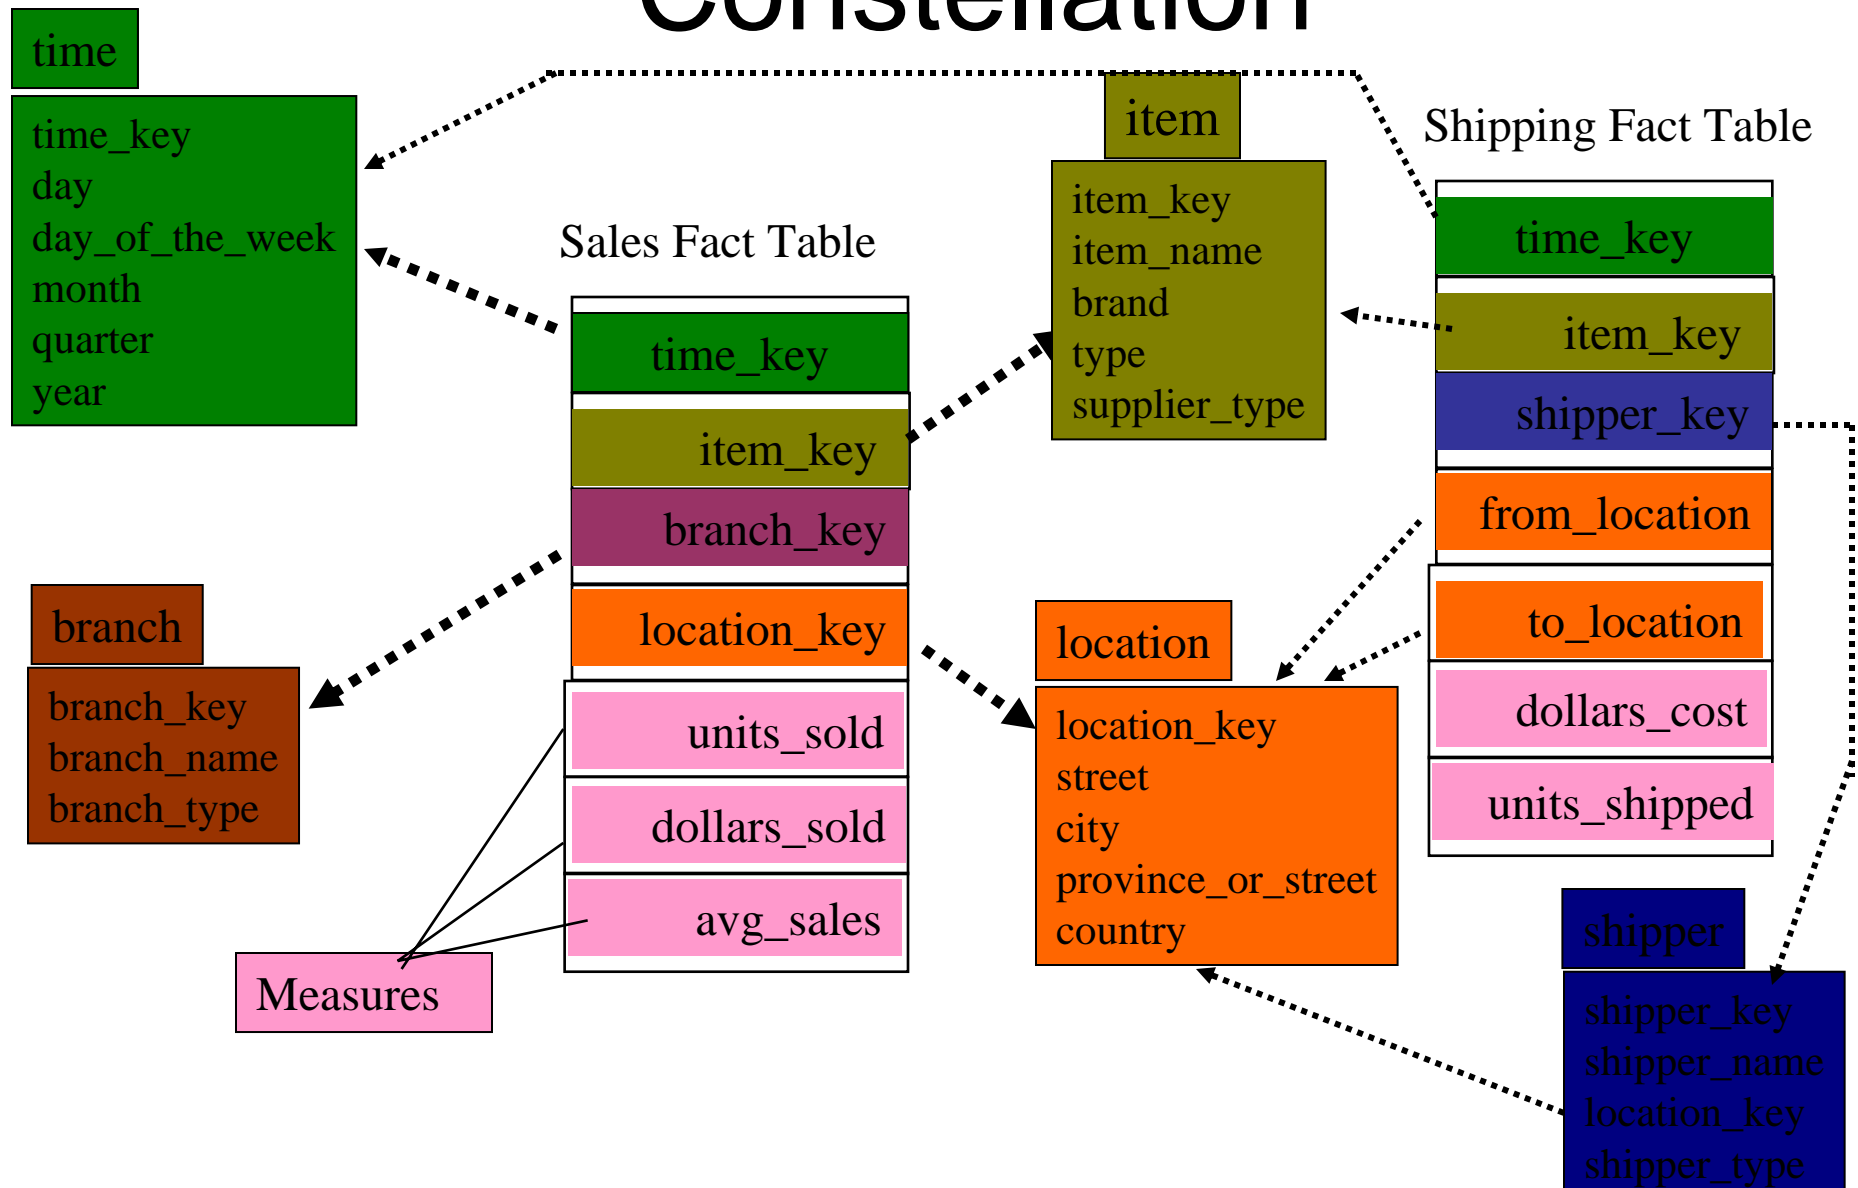 Constellation
time
time_key
day
day_of_the_week
month
quarter
year
Sales Fact Table
time_key
item_key
branch_key
location_key
units_sold
dollars_sold
avg_sales
Measures
branch
branch_key
branch_name
branch_type
item
item_key
item_name
brand
type
supplier_type
location
location_key
street
city
province_or_street
country
Shipping Fact Table
time_key
item_key
shipper_key
from_location
to_location
dollars_cost
units_shipped
shipper
shipper_key
shipper_name
location_key
shipper_type